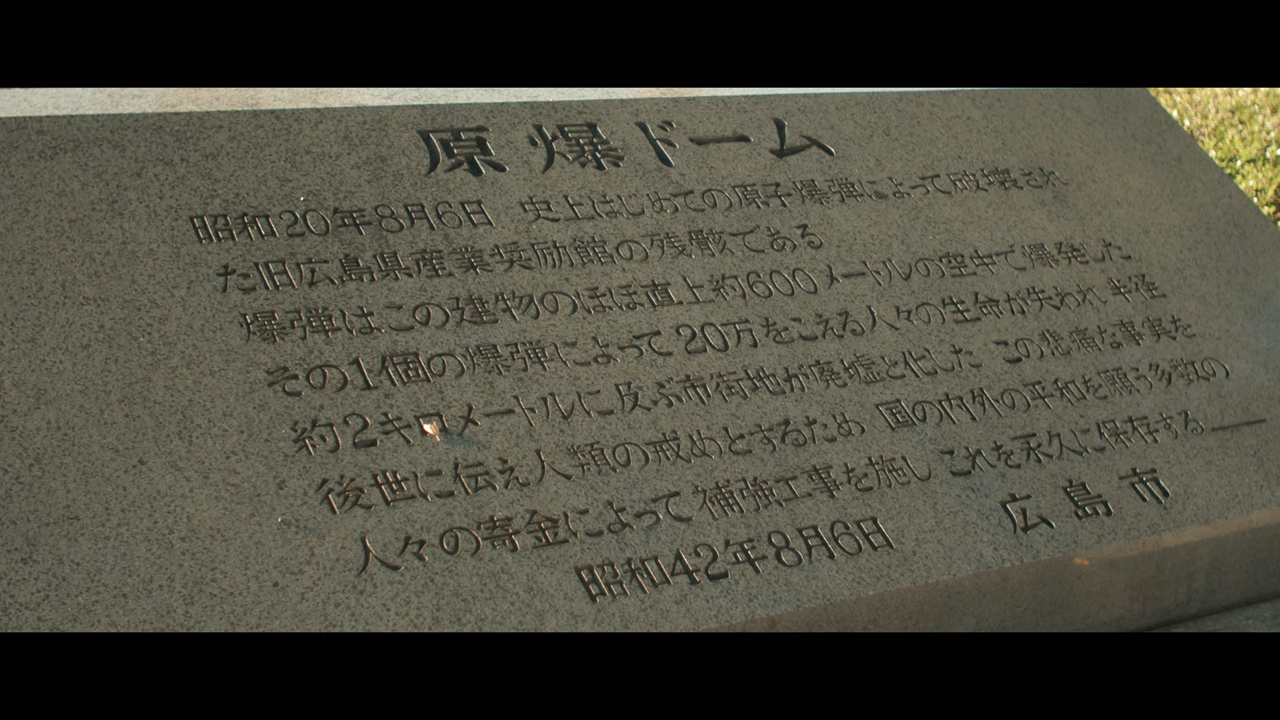 原爆ドーム
昭和20年8月6日 史上はじめての原子爆弾によって破壊され
た旧広島県産業奨励館の残骸である
爆弾はこの建物のほぼ直上約600メートルの空中で爆発した
その1個の爆弾によって20万をこえる人々の生命が失われ 半径
約2キロメートルに及ぶ市街地が廃墟と化した この悲痛な事実を
後世に伝え人類の戒めとするため 国の内外の平和を願う多数の
人々の寄金によって 補強工事を施し これを永久に保存する——
昭和42年8月6日 広島市